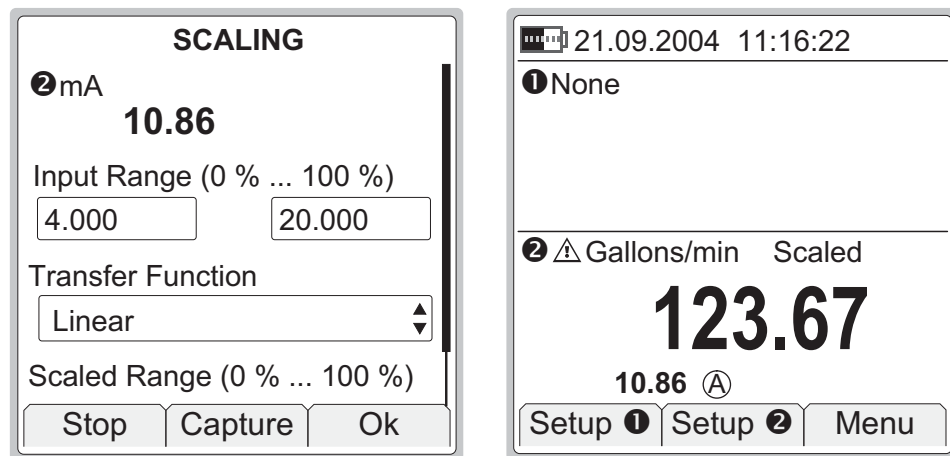 SCALING
❷mA
10.86
Input Range (0 % ... 100 %)
4.000 20.000
Transfer Function
Linear
Scaled Range (0 % ... 100 %)
Stop Capture Ok
21.09.2004 11:16:22
❶None
❷ ⚠ Gallons/min Scaled
123.67
10.86 Ⓐ
Setup ❶ Setup ❷ Menu